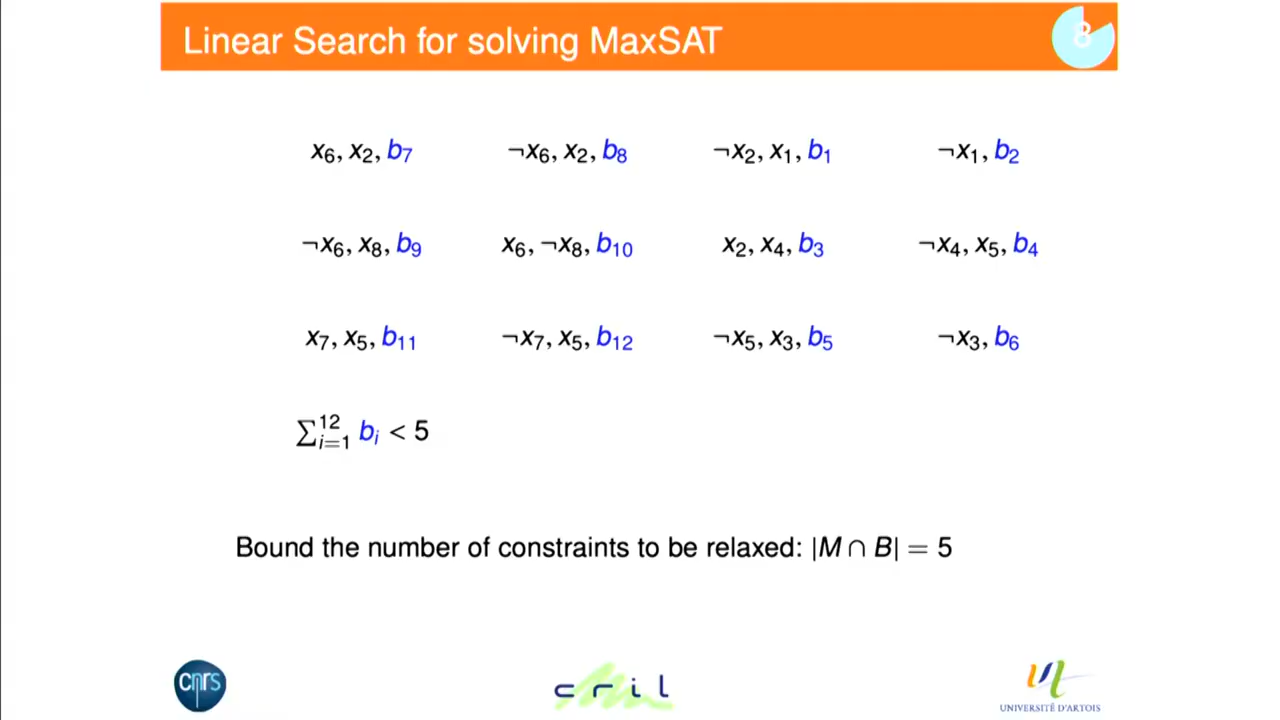 Linear Search for solving MaxSAT
8
x₆, x₂, b₇ ¬x₆, x₂, b₈ ¬x₂, x₁, b₁ ¬x₁, b₂
¬x₆, x₈, b₉ x₆, ¬x₈, b₁₀ x₂, x₄, b₃ ¬x₄, x₅, b₄
x₇, x₅, b₁₁ ¬x₇, x₅, b₁₂ ¬x₅, x₃, b₅ ¬x₃, b₆
∑¹²ᵢ₌₁ bᵢ < 5
Bound the number of constraints to be relaxed: |M ∩ B| = 5
cnrs
cril
UNIVERSITÉ D'ARTOIS